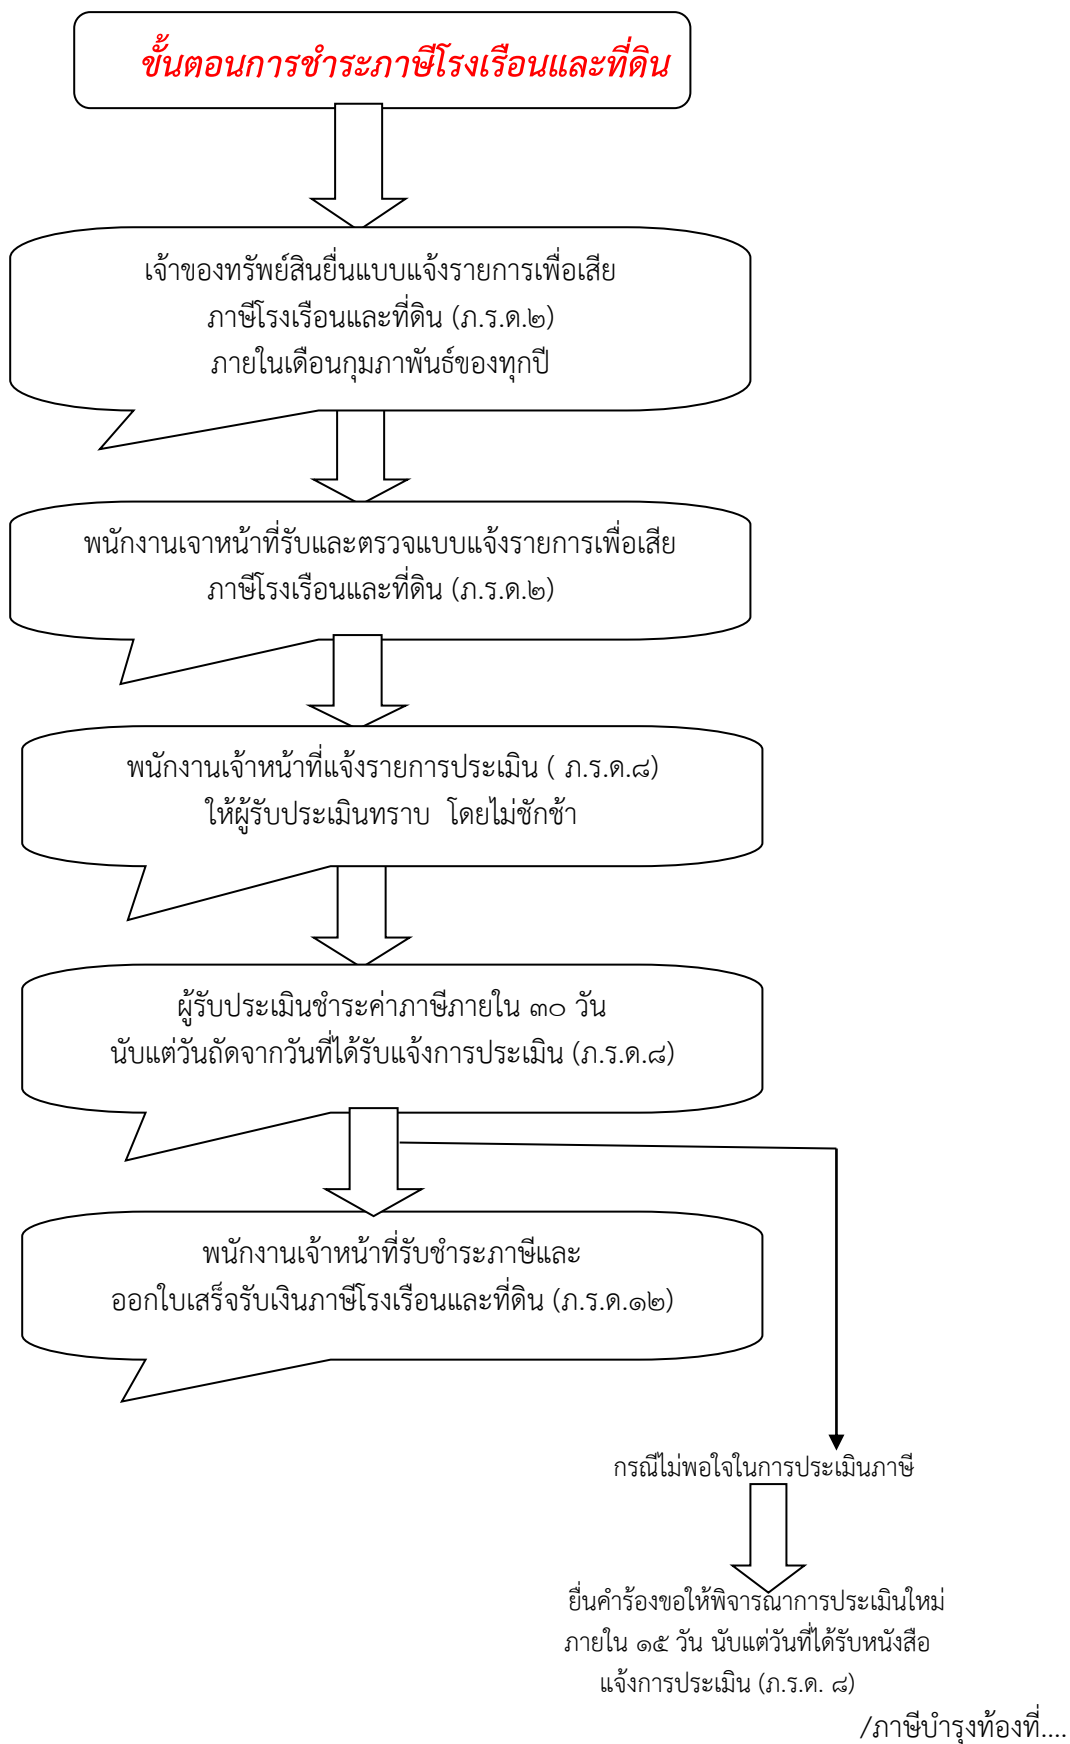 ขั้นตอนการชำระภาษีโรงเรือนและที่ดิน
เจ้าของทรัพย์สินยื่นแบบแจ้งรายการเพื่อเสีย
ภาษีโรงเรือนและที่ดิน (ภ.ร.ด.๒)
ภายในเดือนกุมภาพันธ์ของทุกปี
พนักงานเจาหน้าที่รับและตรวจแบบแจ้งรายการเพื่อเสีย
ภาษีโรงเรือนและที่ดิน (ภ.ร.ด.๒)
พนักงานเจ้าหน้าที่แจ้งรายการประเมิน ( ภ.ร.ด.๘)
ให้ผู้รับประเมินทราบ โดยไม่ชักช้า
ผู้รับประเมินชำระค่าภาษีภายใน ๓๐ วัน
นับแต่วันถัดจากวันที่ได้รับแจ้งการประเมิน (ภ.ร.ด.๘)
พนักงานเจ้าหน้าที่รับชำระภาษีและ
ออกใบเสร็จรับเงินภาษีโรงเรือนและที่ดิน (ภ.ร.ด.๑๒)
กรณีไม่พอใจในการประเมินภาษี
ยื่นคำร้องขอให้พิจารณาการประเมินใหม่
ภายใน ๑๕ วัน นับแต่วันที่ได้รับหนังสือ
แจ้งการประเมิน (ภ.ร.ด. ๘)
/ภาษีบำรุงท้องที่....